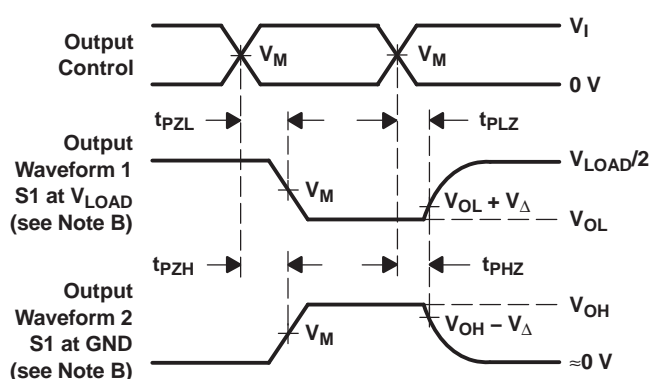 Output
Control
V_M
V_M
V_I
0 V
t_PZL
t_PLZ
Output
Waveform 1
S1 at V_LOAD
(see Note B)
V_M
V_LOAD/2
V_OL + V_Δ
V_OL
t_PZH
t_PHZ
Output
Waveform 2
S1 at GND
(see Note B)
V_M
V_OH
V_OH − V_Δ
≈0 V